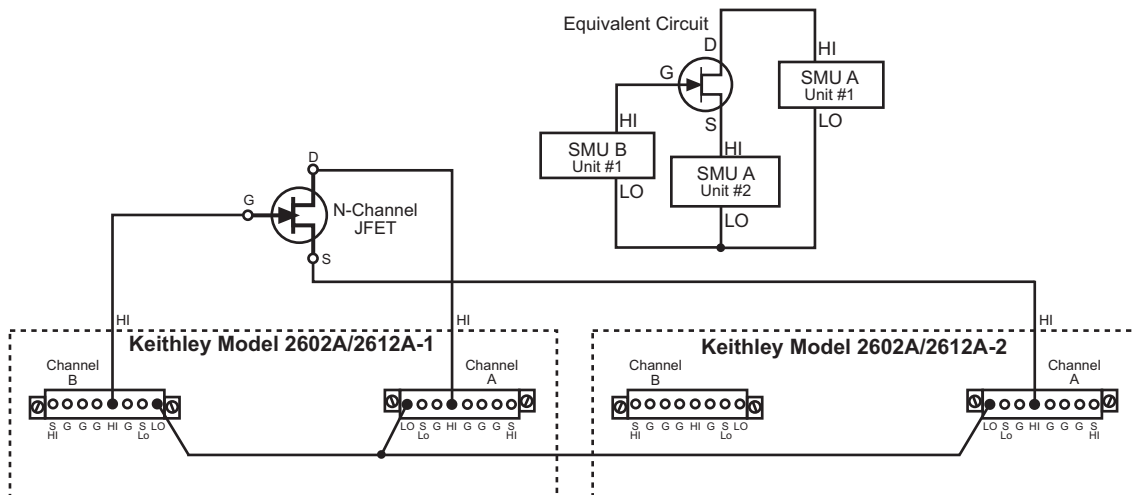 Equivalent Circuit
D
HI
G
SMU A
Unit #1
HI
S
LO
SMU B
Unit #1
HI
SMU A
Unit #2
LO
LO
D
G
N-Channel
JFET
S
HI
HI
HI
Keithley Model 2602A/2612A-1
Keithley Model 2602A/2612A-2
Channel
B
Channel
A
Channel
B
Channel
A
S HI G G G HI G S Lo LO
LO S Lo G HI G G G S HI
S HI G G G HI G S Lo LO
LO S Lo G HI G G G S HI